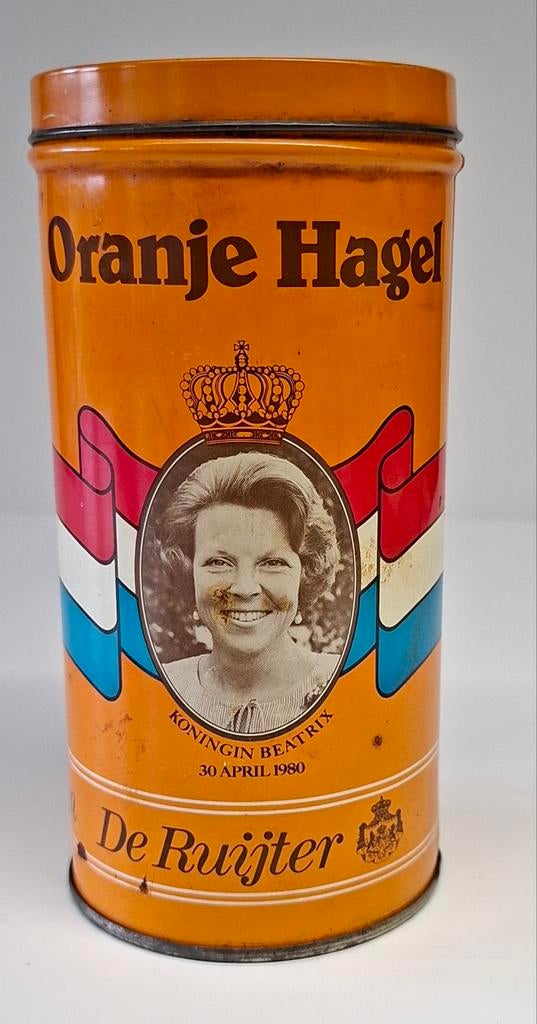 Oranje Hagel
KONINGIN BEATRIX
30 APRIL 1980
De Ruijter